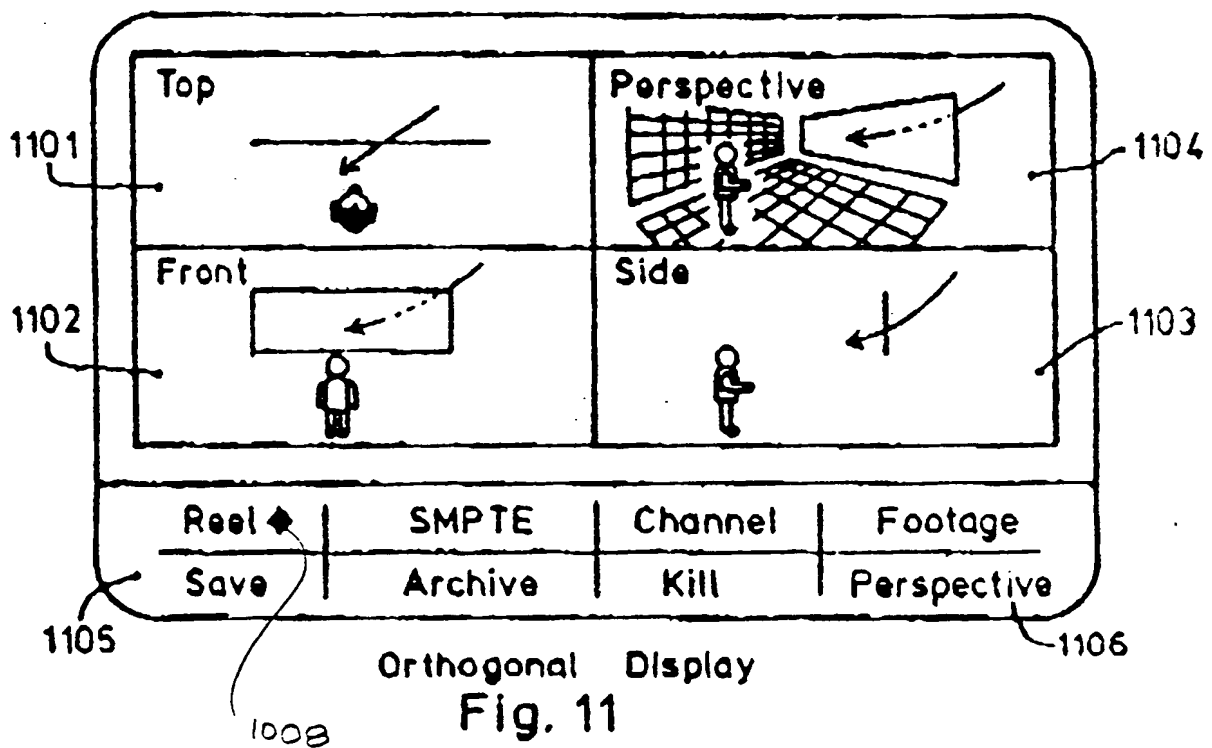 Top
Perspective
1101
1104
Front
Side
1102
1103
Reel SMPTE Channel Footage
Save Archive Kill Perspective
1105
1106
Orthogonal Display
Fig. 11
1008